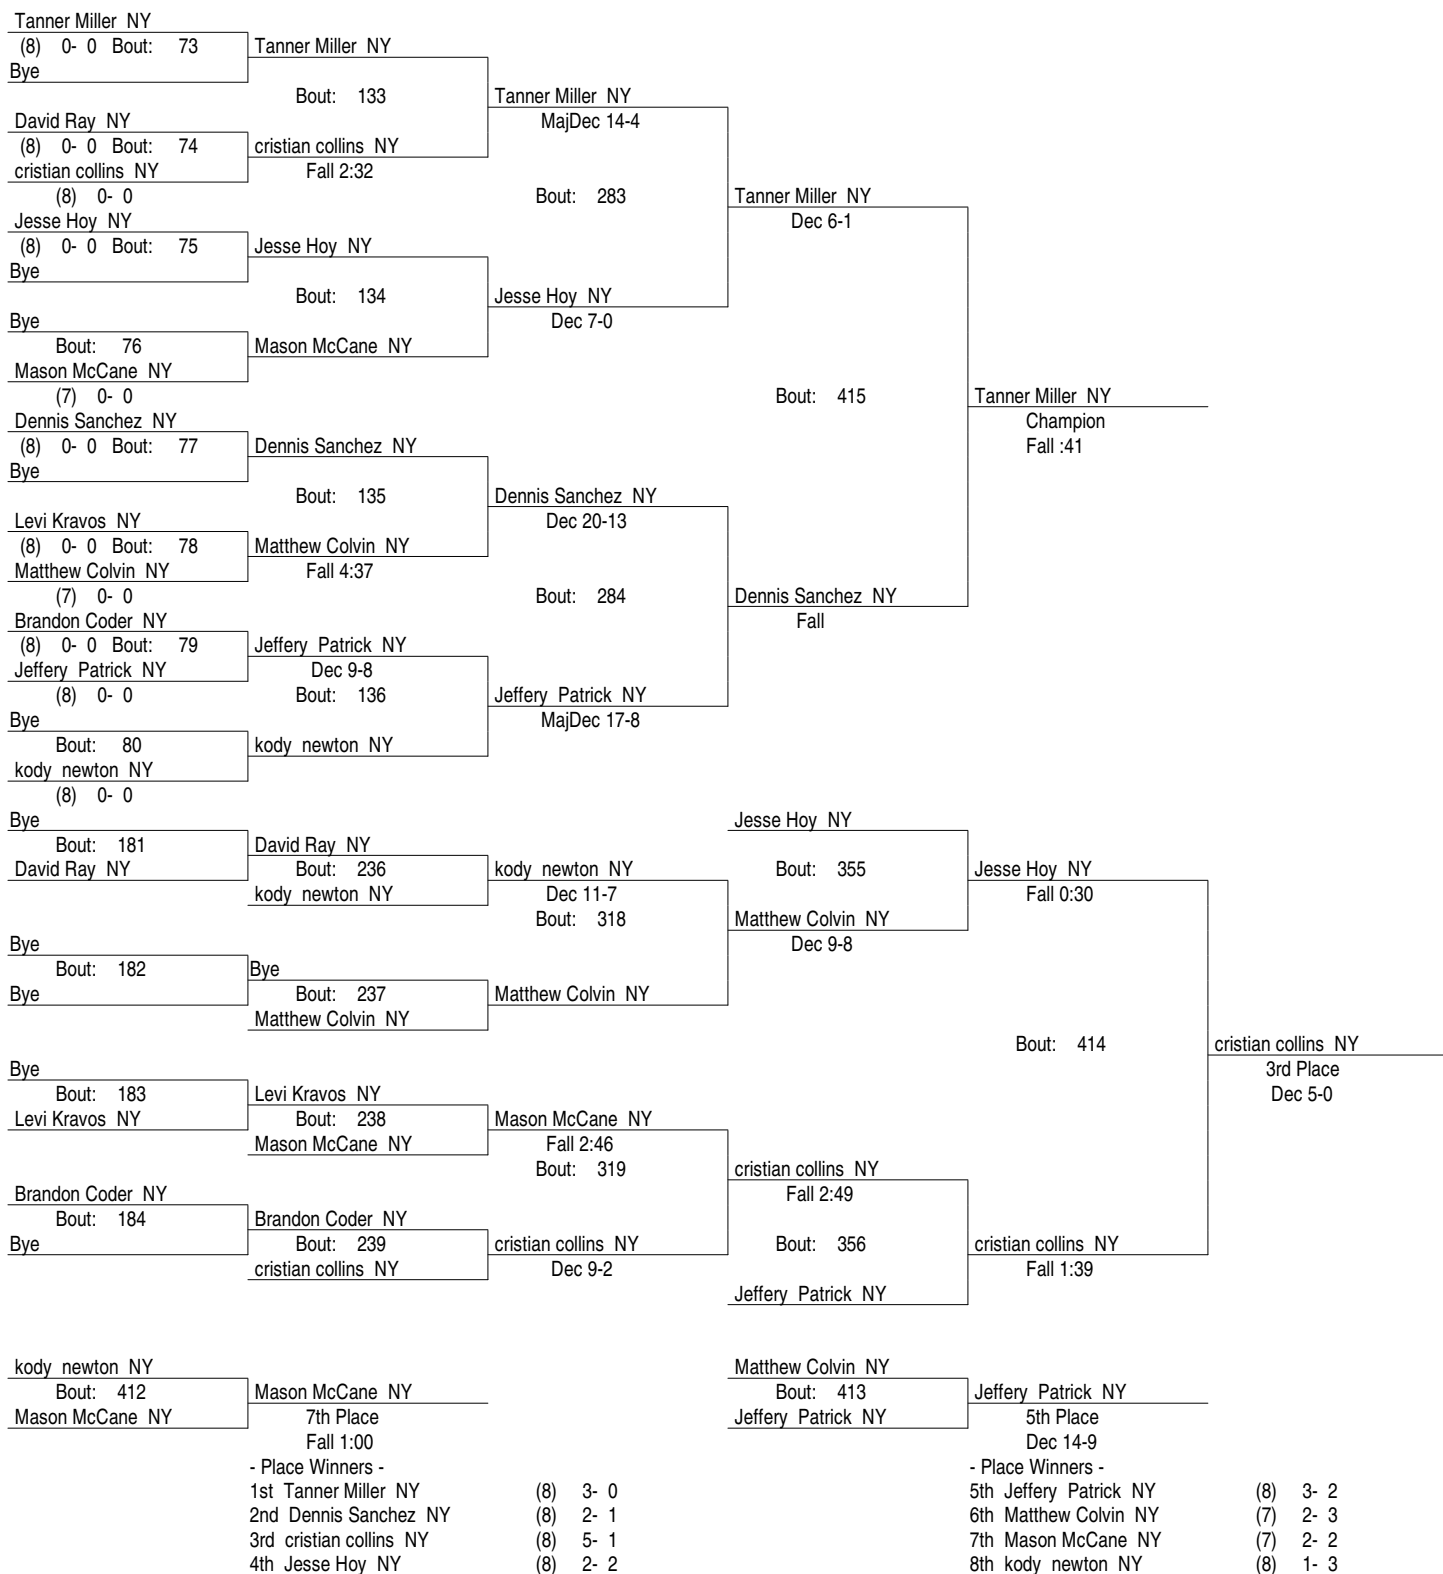 Tanner Miller NY
(8) 0- 0 Bout: 73 Tanner Miller NY
Bye
Bout: 133 Tanner Miller NY
David Ray NY MajDec 14-4
(8) 0- 0 Bout: 74 cristian collins NY
cristian collins NY Fall 2:32
(8) 0- 0 Bout: 283 Tanner Miller NY
Jesse Hoy NY Dec 6-1
(8) 0- 0 Bout: 75 Jesse Hoy NY
Bye
Bout: 134 Jesse Hoy NY
Bye Dec 7-0
Bout: 76 Mason McCane NY
Mason McCane NY
(7) 0- 0 Bout: 415 Tanner Miller NY
Dennis Sanchez NY Champion
(8) 0- 0 Bout: 77 Dennis Sanchez NY Fall :41
Bye
Bout: 135 Dennis Sanchez NY
Levi Kravos NY Dec 20-13
(8) 0- 0 Bout: 78 Matthew Colvin NY
Matthew Colvin NY Fall 4:37
(7) 0- 0 Bout: 284 Dennis Sanchez NY
Brandon Coder NY Fall
(8) 0- 0 Bout: 79 Jeffery Patrick NY
Jeffery Patrick NY Dec 9-8
(8) 0- 0 Bout: 136 Jeffery Patrick NY
Bye MajDec 17-8
Bout: 80 kody newton NY
kody newton NY
(8) 0- 0
Bye Jesse Hoy NY
Bout: 181 David Ray NY
David Ray NY Bout: 236 kody newton NY Bout: 355 Jesse Hoy NY
kody newton NY Dec 11-7 Fall 0:30
Bout: 318 Matthew Colvin NY
Bye Dec 9-8
Bout: 182 Bye
Bye Bout: 237 Matthew Colvin NY
Matthew Colvin NY
Bout: 414 cristian collins NY
Bye 3rd Place
Bout: 183 Levi Kravos NY Dec 5-0
Levi Kravos NY Bout: 238 Mason McCane NY
Mason McCane NY Fall 2:46
Bout: 319 cristian collins NY
Brandon Coder NY Fall 2:49
Bout: 184 Brandon Coder NY
Bye Bout: 239 cristian collins NY Bout: 356 cristian collins NY
cristian collins NY Dec 9-2 Fall 1:39
Jeffery Patrick NY
kody newton NY Matthew Colvin NY
Bout: 412 Mason McCane NY Bout: 413 Jeffery Patrick NY
Mason McCane NY 7th Place Jeffery Patrick NY 5th Place
Fall 1:00 Dec 14-9
- Place Winners - - Place Winners -
1st Tanner Miller NY (8) 3- 0 5th Jeffery Patrick NY (8) 3- 2
2nd Dennis Sanchez NY (8) 2- 1 6th Matthew Colvin NY (7) 2- 3
3rd cristian collins NY (8) 5- 1 7th Mason McCane NY (7) 2- 2
4th Jesse Hoy NY (8) 2- 2 8th kody newton NY (8) 1- 3